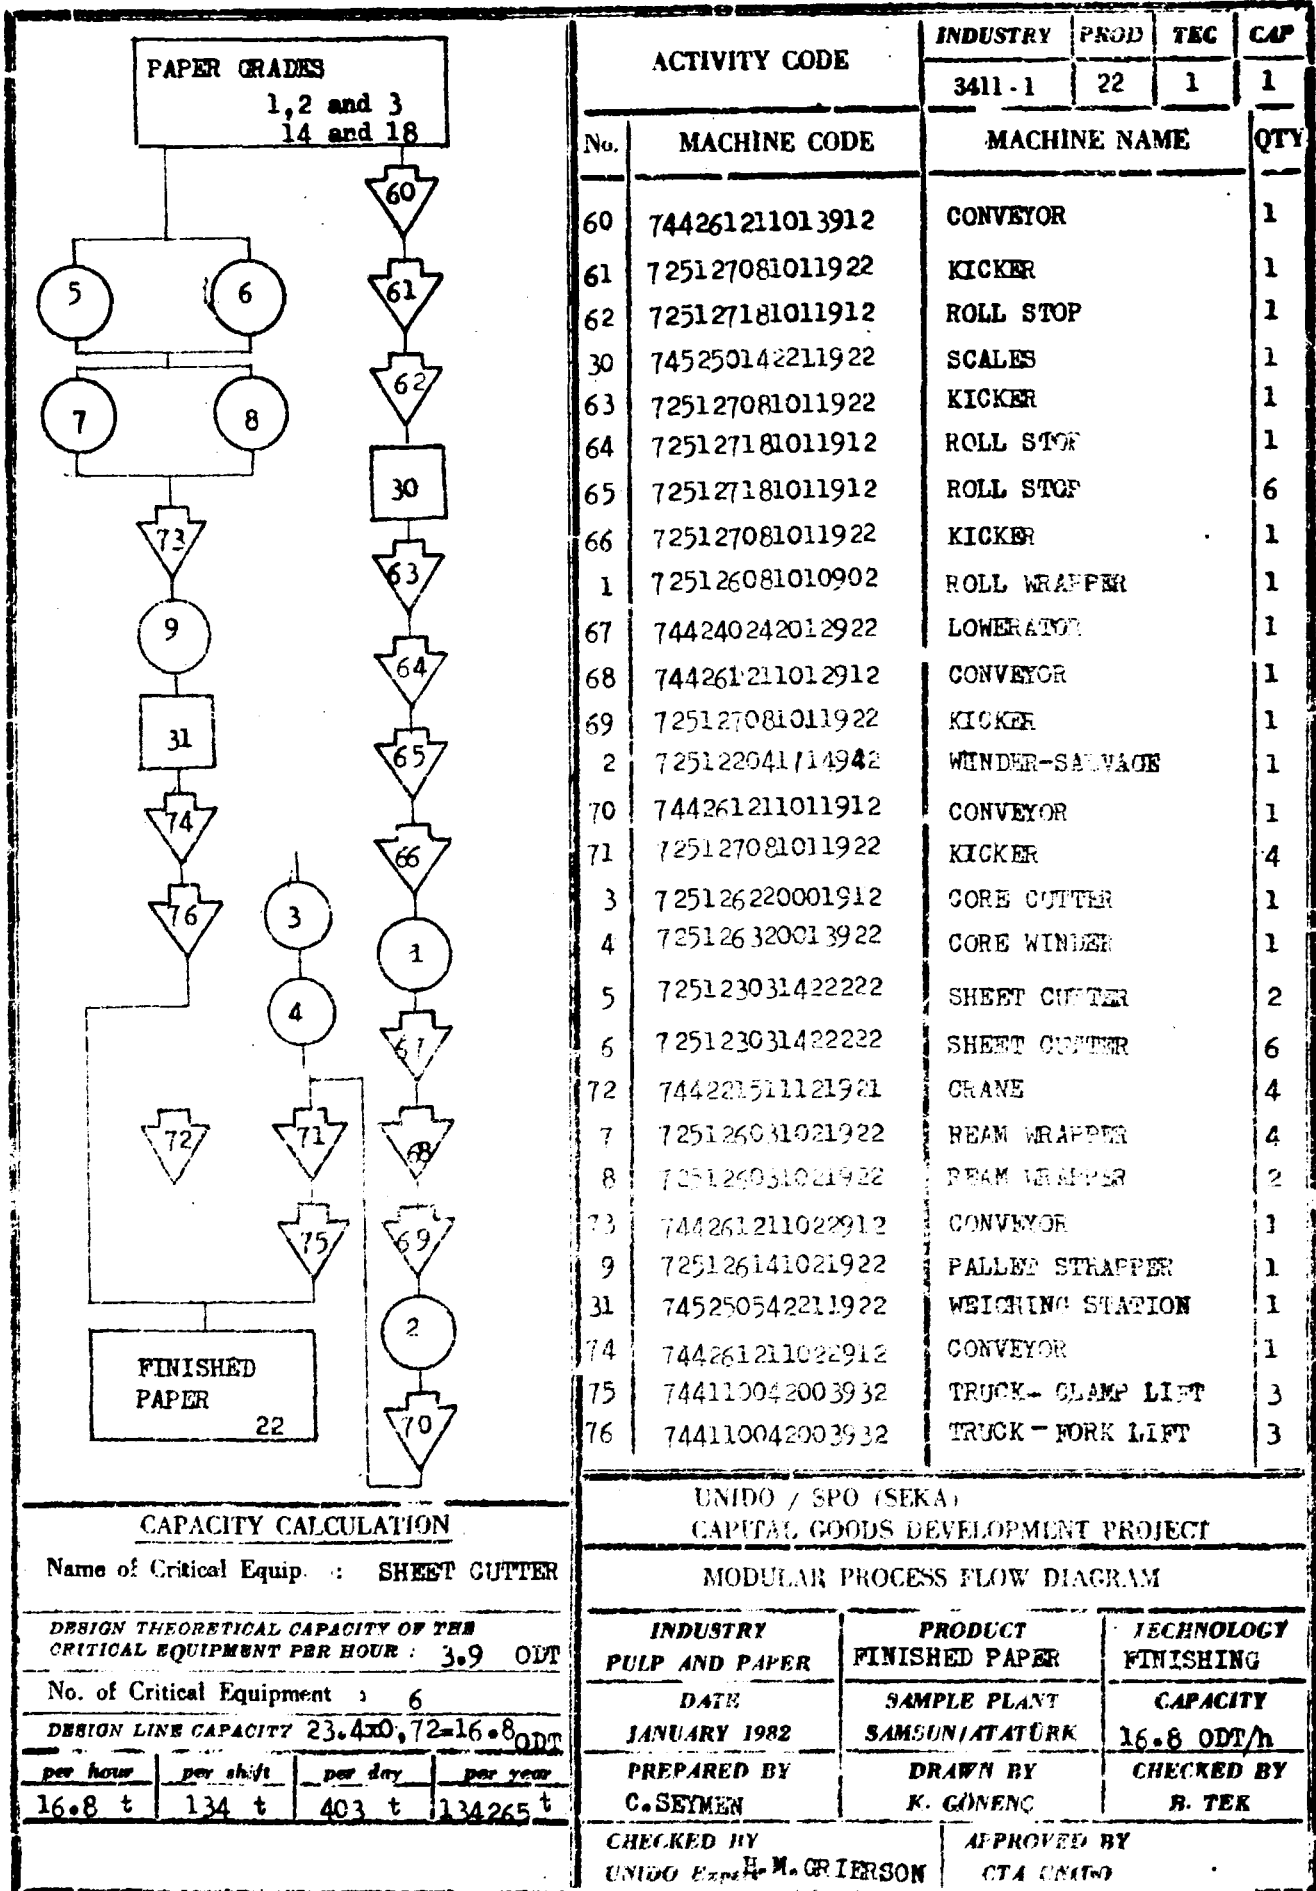 PAPER GRADES
1,2 and 3
14 and 18
60
5
6
61
62
7
8
30
73
63
9
64
31
65
74
66
76
3
1
4
67
72
71
68
75
69
2
FINISHED
PAPER
22
70
ACTIVITY CODE
INDUSTRY PROD TEC CAP
3411-1 22 1 1
No. MACHINE CODE MACHINE NAME QTY
60 744261211013912 CONVEYOR 1
61 725127081011922 KICKER 1
62 725127181011912 ROLL STOP 1
30 745250142211922 SCALES 1
63 725127081011922 KICKER 1
64 725127181011912 ROLL STOP 1
65 725127181011912 ROLL STOP 6
66 725127081011922 KICKER 1
1 725126081010902 ROLL WRAPPER 1
67 744240242012922 LOWERATOR 1
68 744261211012912 CONVEYOR 1
69 725127081011922 KICKER 1
2 WINDER-SALVAGE 1
70 744261211011912 CONVEYOR 1
71 725127081011922 KICKER 4
3 725126220001912 CORE CUTTER 1
4 725126320013922 CORE WINDER 1
5 725123031422222 SHEET CUTTER 2
6 725123031422222 SHEET CUTTER 6
72 744221511121921 CRANE 4
7 725126031021922 REAM WRAPPER 4
8 725126031021922 REAM WRAPPER 2
73 744261211022912 CONVEYOR 1
9 725126141021922 PALLET STRAPPER 1
31 745250542211922 WEIGHING STATION 1
74 744261211022912 CONVEYOR 1
75 744110042003932 TRUCK- CLAMP LIFT 3
76 744110042003932 TRUCK-FORK LIFT 3
CAPACITY CALCULATION
Name of Critical Equip. : SHEET CUTTER
DESIGN THEORETICAL CAPACITY OF THE
CRITICAL EQUIPMENT PER HOUR : 3.9 ODT
No. of Critical Equipment : 6
DESIGN LINE CAPACITY 23.4x0,72=16.8 ODT
per hour per shift per day per year
16.8 t 134 t 403 t 134265 t
UNIDO / SPO (SEKA)
CAPITAL GOODS DEVELOPMENT PROJECT
MODULAR PROCESS FLOW DIAGRAM
INDUSTRY PRODUCT TECHNOLOGY
PULP AND PAPER FINISHED PAPER FINISHING
DATE SAMPLE PLANT CAPACITY
JANUARY 1982 SAMSUN/ATATÜRK 16.8 ODT/h
PREPARED BY DRAWN BY CHECKED BY
C.SEYMEN K. GÖNENÇ B. TEK
CHECKED BY APPROVED BY
UNIDO Expert H.M.GRIERSON CTA UNIDO